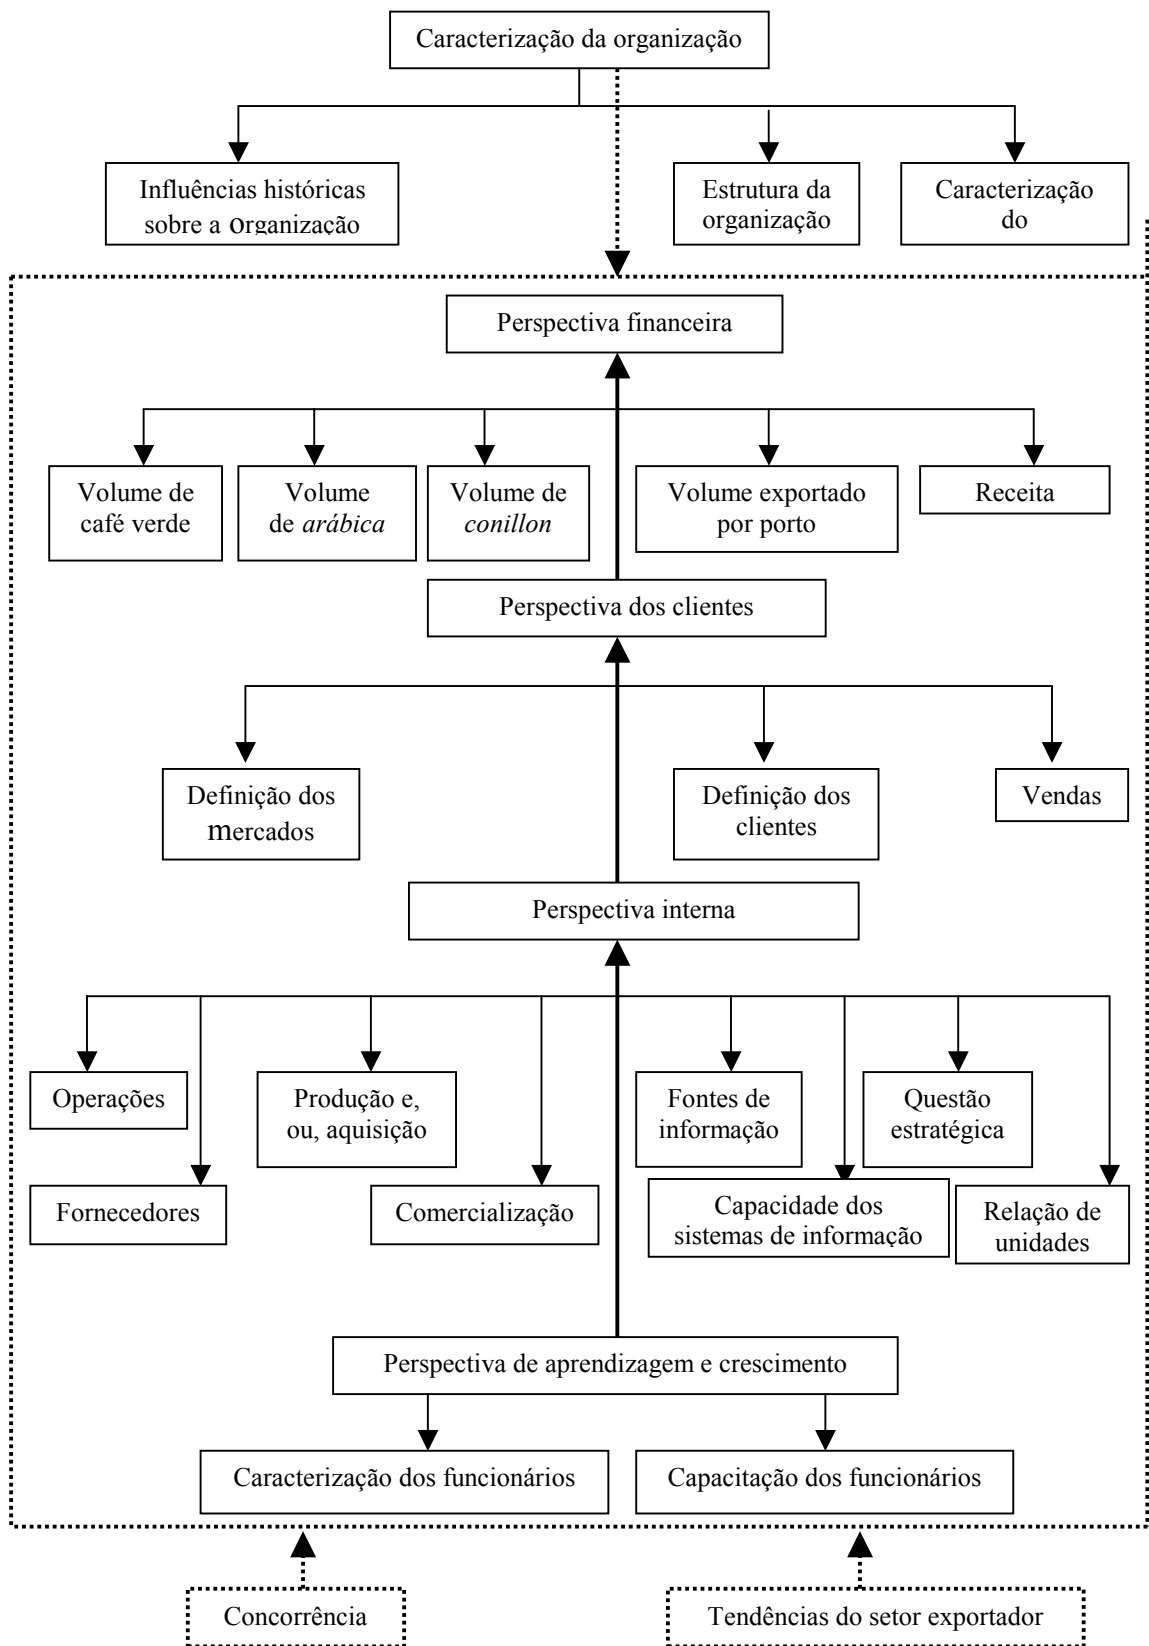 Caracterização da organização
Influências históricas
sobre a organização
Estrutura da
organização
Caracterização
do
Perspectiva financeira
Volume de
café verde
Volume
de arábica
Volume de
conillon
Volume exportado
por porto
Receita
Perspectiva dos clientes
Definição dos
mercados
Definição dos
clientes
Vendas
Perspectiva interna
Operações
Produção e,
ou, aquisição
Fontes de
informação
Questão
estratégica
Fornecedores
Comercialização
Capacidade dos
sistemas de informação
Relação de
unidades
Perspectiva de aprendizagem e crescimento
Caracterização dos funcionários
Capacitação dos funcionários
Concorrência
Tendências do setor exportador